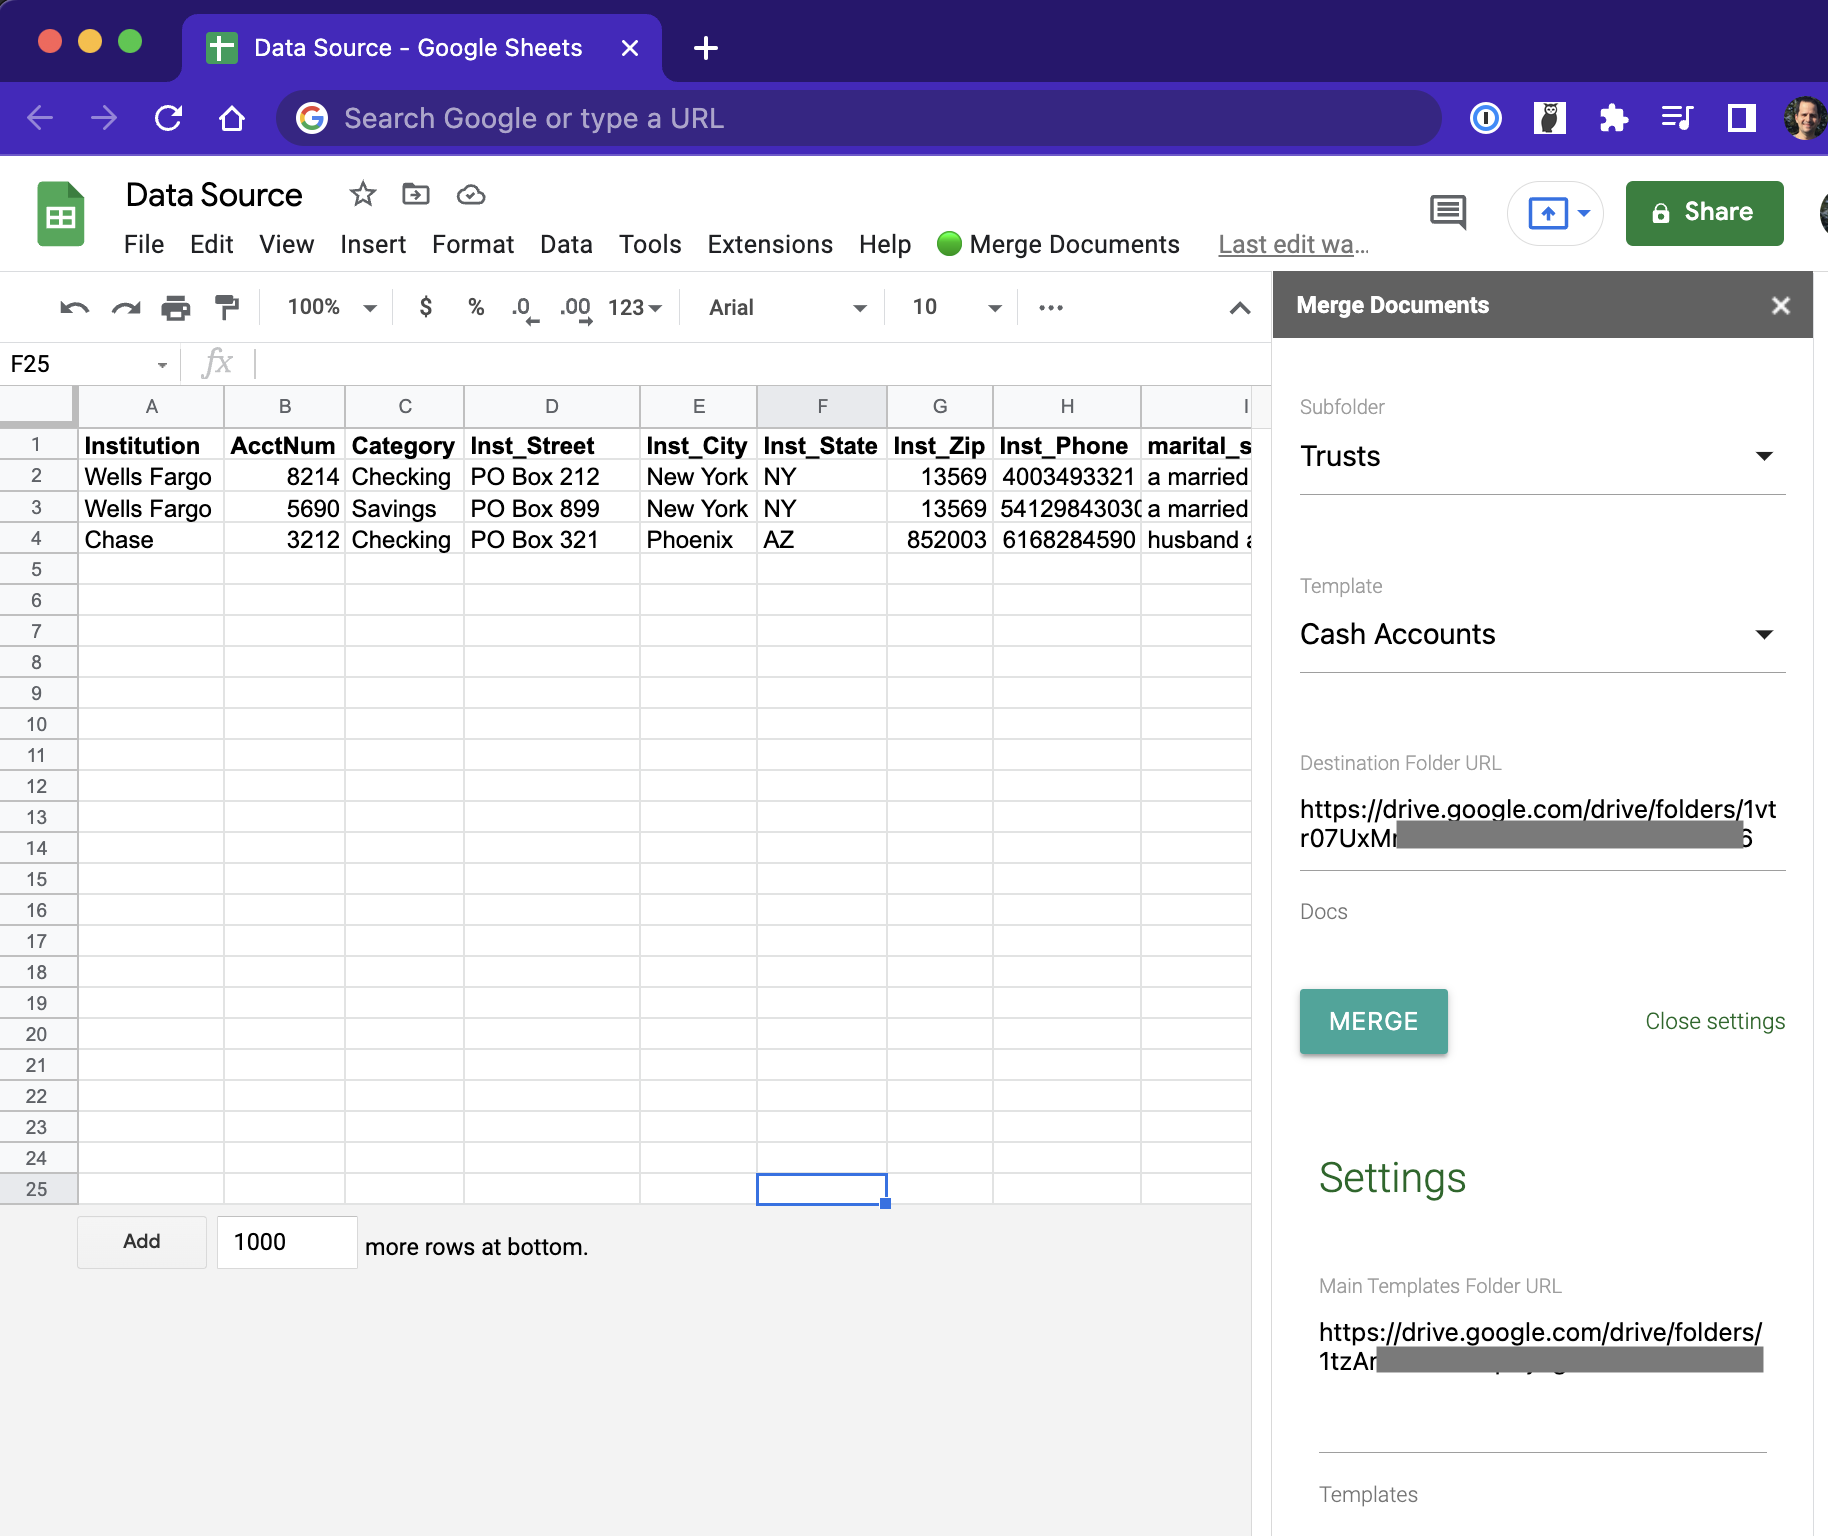 Data Source - Google Sheets
Search Google or type a URL
Data Source
File Edit View Insert Format Data Tools Extensions Help Merge Documents Last edit wa...
Share
100% $ % .0 .00 123 Arial 10
Merge Documents
F25 fx
A B C D E F G H I
1 Institution AcctNum Category Inst_Street Inst_City Inst_State Inst_Zip Inst_Phone marital_s
2 Wells Fargo 8214 Checking PO Box 212 New York NY 13569 4003493321 a married
3 Wells Fargo 5690 Savings PO Box 899 New York NY 13569 54129843030 a married
4 Chase 3212 Checking PO Box 321 Phoenix AZ 852003 6168284590 husband a
5
6
7
8
9
10
11
12
13
14
15
16
17
18
19
20
21
22
23
24
25
Add 1000 more rows at bottom.
Subfolder
Trusts
Template
Cash Accounts
Destination Folder URL
https://drive.google.com/drive/folders/1vt
r07UxM 6
Docs
MERGE Close settings
Settings
Main Templates Folder URL
https://drive.google.com/drive/folders/
1tzA
Templates